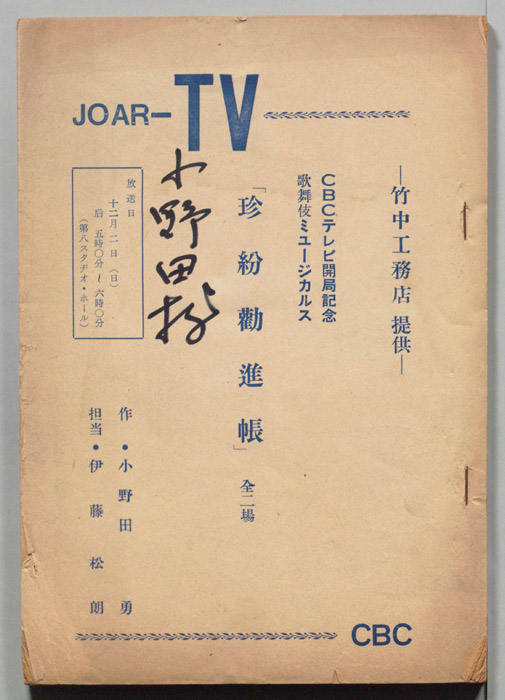 JOAR-TV
―竹中工務店 提供―
CBCテレビ開局記念
歌舞伎ミュージカルス
「珍紛勸進帳」全二場
小野田
放送日
十二月二日(日)
后 五時〇分~六時〇分
(第八スタヂオ・ホール)
作・小野田 勇
担当・伊藤松朗
CBC